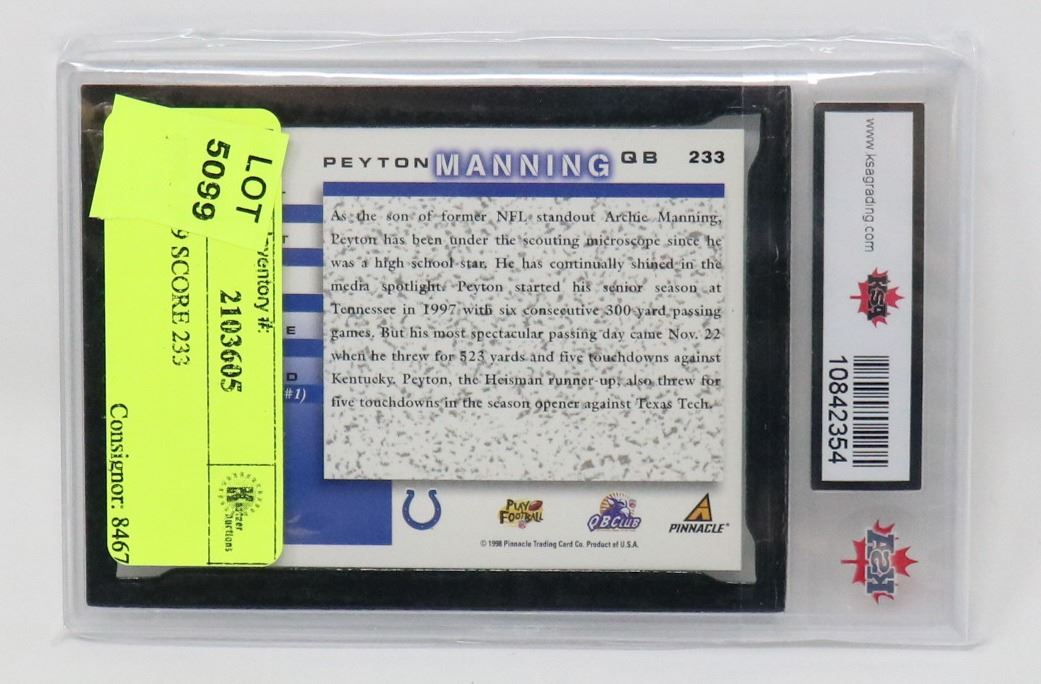 LOT
5099
ventory #:
2103605
9 SCORE 233
Consignor: 8467
PEYTON MANNING QB 233
As the son of former NFL standout Archie Manning,
Peyton has been under the scouting microscope since he
was a high school star. He has continually shined in the
media spotlight. Peyton started his senior season at
Tennessee in 1997 with six consecutive 300 yard passing
games. But his most spectacular passing day came Nov. 22
when he threw for 523 yards and five touchdowns against
Kentucky. Peyton, the Heisman runner-up, also threw for
five touchdowns in the season opener against Texas Tech.
E
D
#1)
PLAY
FOOTBALL
QB CLUB
PINNACLE
© 1998 Pinnacle Trading Card Co. Product of U.S.A.
www.ksagrading.com
KSA
10842354
KSA